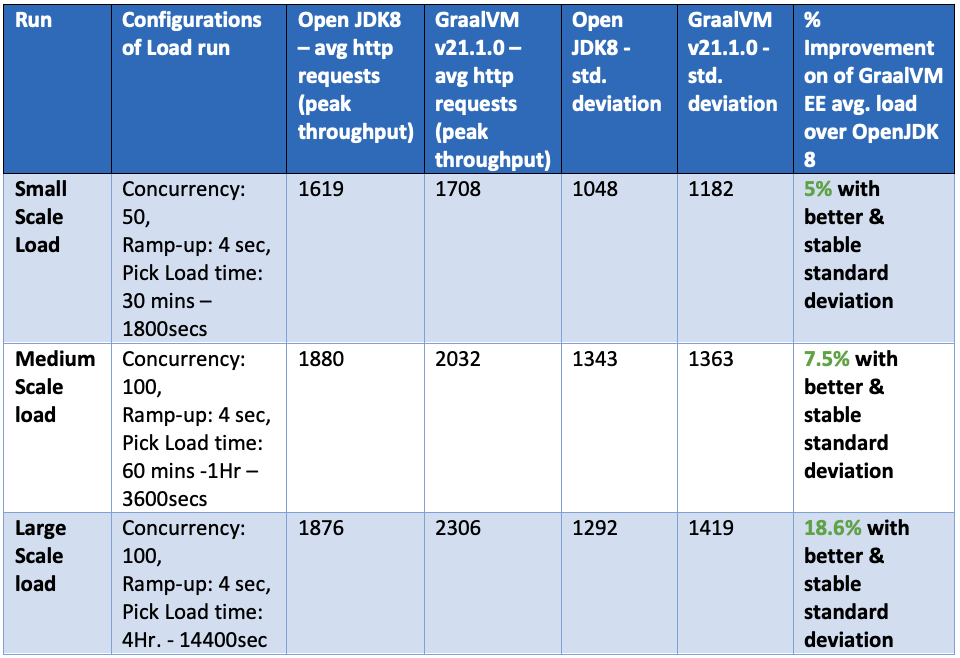 Run
Configurations
of Load run
Open JDK8
– avg http
requests
(peak
throughput)
GraalVM
v21.1.0 –
avg http
requests
(peak
throughput)
Open
JDK8 -
std.
deviation
GraalVM
v21.1.0 -
std.
deviation
%
Improvement
on of GraalVM
EE avg. load
over OpenJDK
8
Small
Scale
Load
Concurrency:
50,
Ramp-up: 4 sec,
Pick Load time:
30 mins –
1800secs
1619
1708
1048
1182
5% with
better &
stable
standard
deviation
Medium
Scale
load
Concurrency:
100,
Ramp-up: 4 sec,
Pick Load time:
60 mins -1Hr –
3600secs
1880
2032
1343
1363
7.5% with
better &
stable
standard
deviation
Large
Scale
load
Concurrency:
100,
Ramp-up: 4 sec,
Pick Load time:
4Hr. - 14400sec
1876
2306
1292
1419
18.6% with
better &
stable
standard
deviation